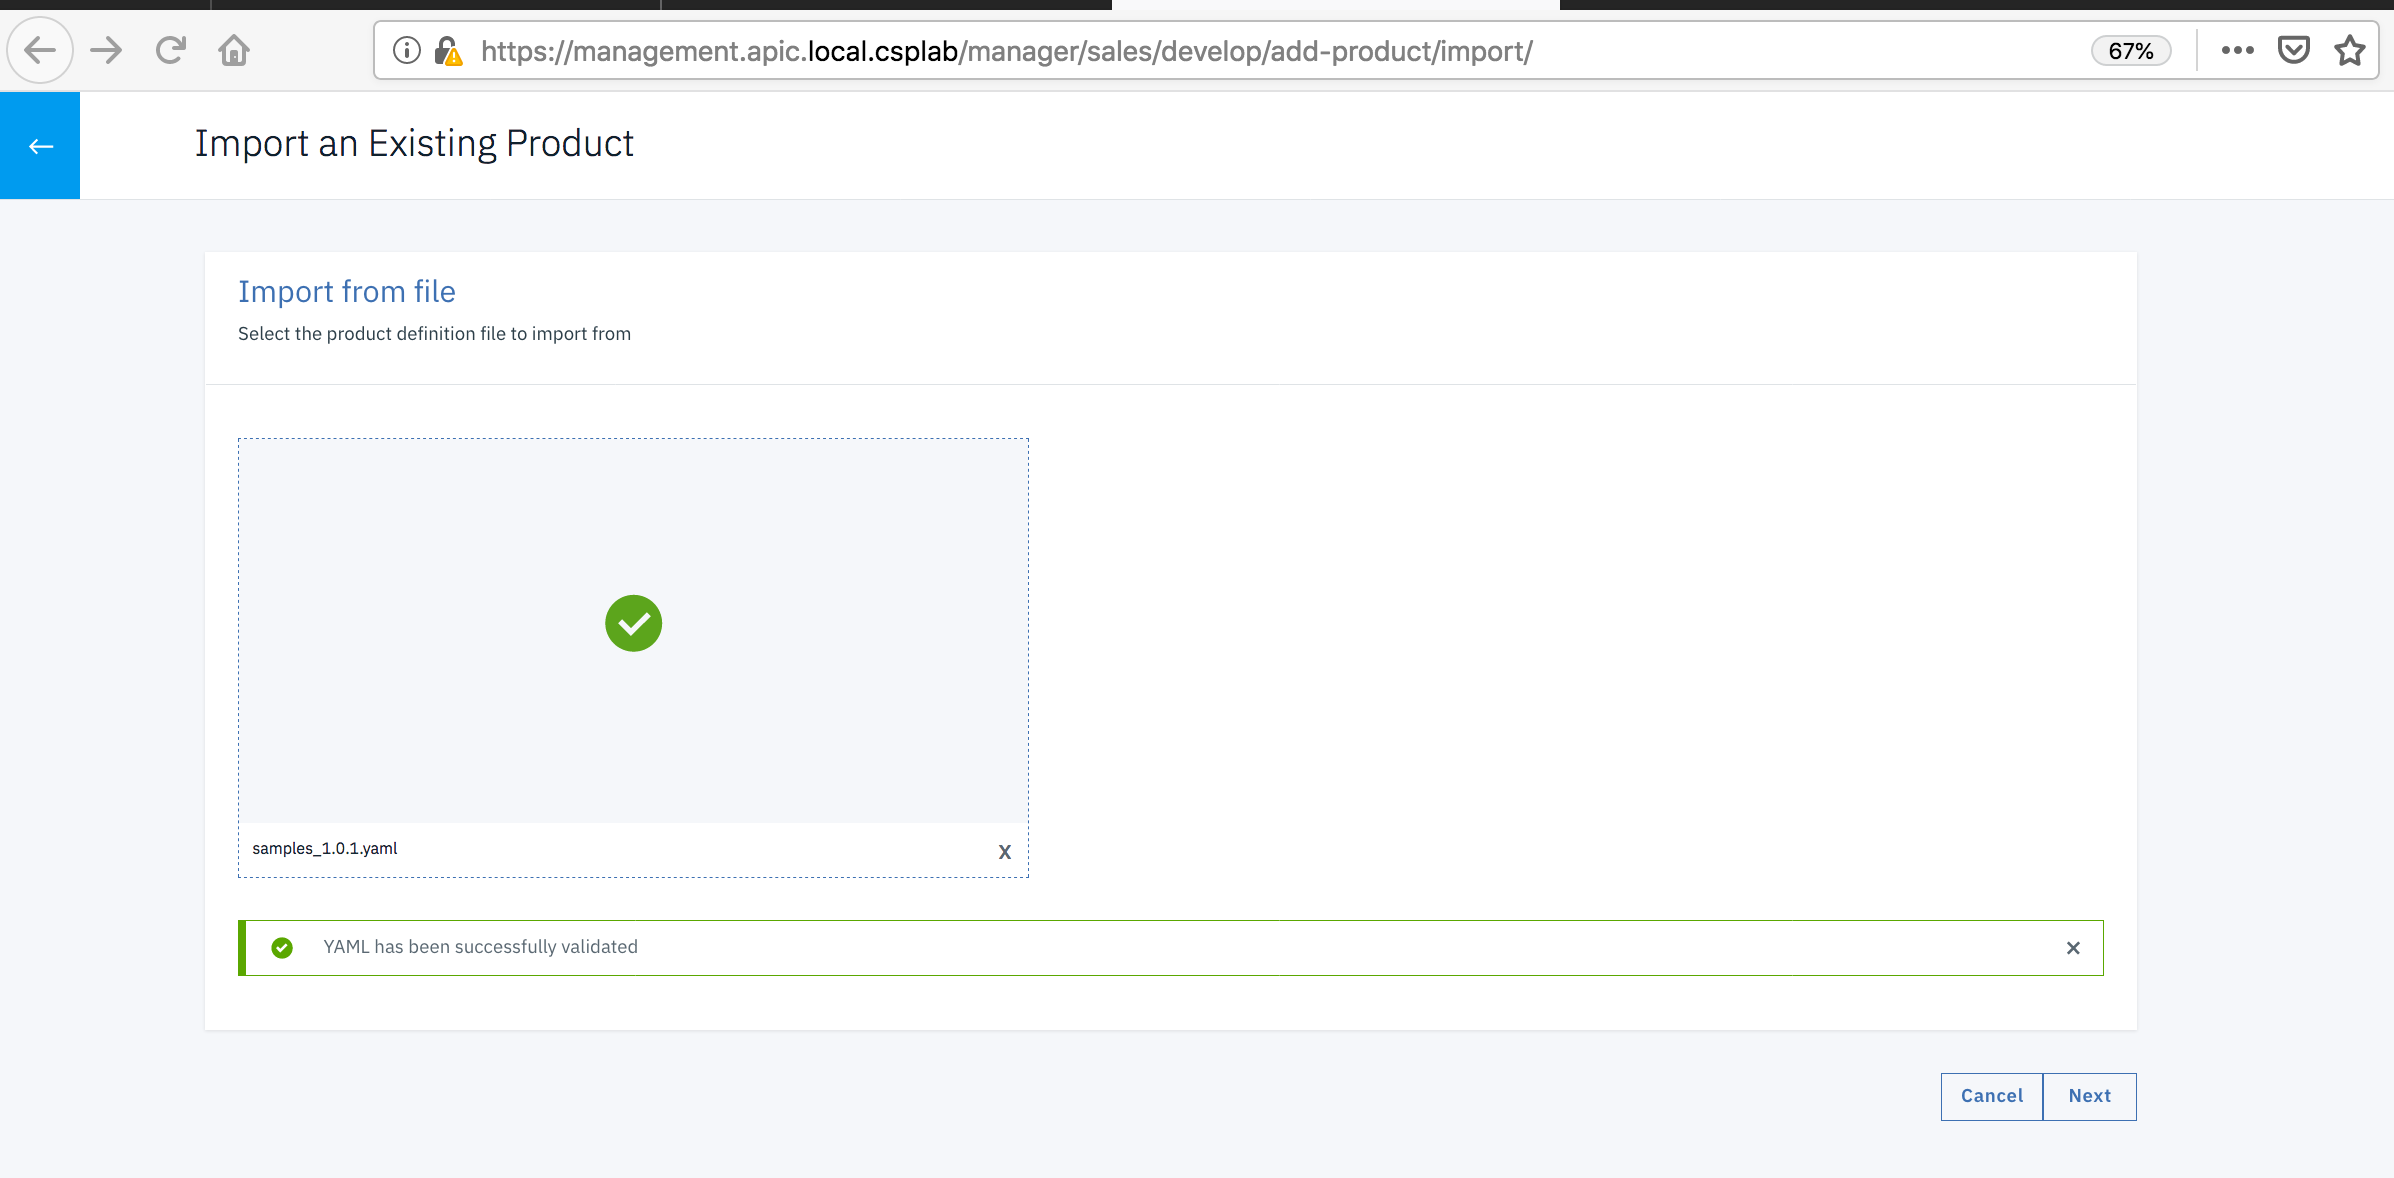 https://management.apic.local.csplab/manager/sales/develop/add-product/import/
67%
Import an Existing Product
Import from file
Select the product definition file to import from
samples_1.0.1.yaml
X
YAML has been successfully validated
Cancel
Next